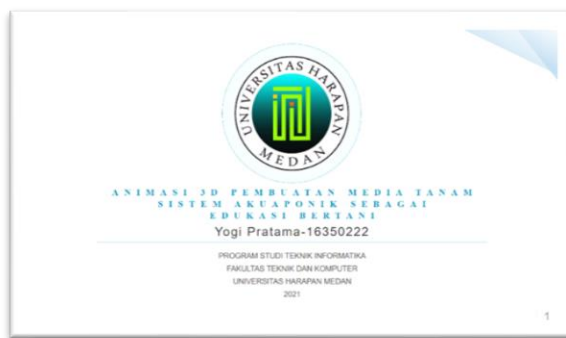 UNIVERSITAS HARAPAN
MEDAN
ANIMASI 3D PEMBUATAN MEDIA TANAM
SISTEM AKUAPONIK SEBAGAI
EDUKASI BERTANI
Yogi Pratama-16350222
PROGRAM STUDI TEKNIK INFORMATIKA
FAKULTAS TEKNIK DAN KOMPUTER
UNIVERSITAS HARAPAN MEDAN
2021
1